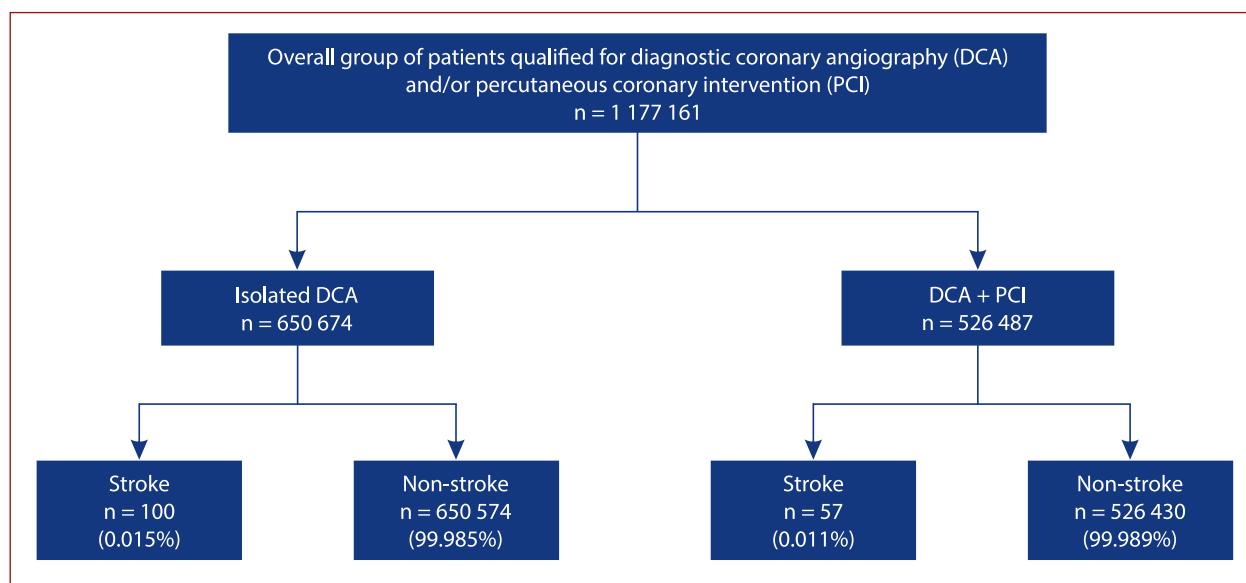 Overall group of patients qualified for diagnostic coronary angiography (DCA)
and/or percutaneous coronary intervention (PCI)
n = 1 177 161
Isolated DCA
n = 650 674
DCA + PCI
n = 526 487
Stroke
n = 100
(0.015%)
Non-stroke
n = 650 574
(99.985%)
Stroke
n = 57
(0.011%)
Non-stroke
n = 526 430
(99.989%)